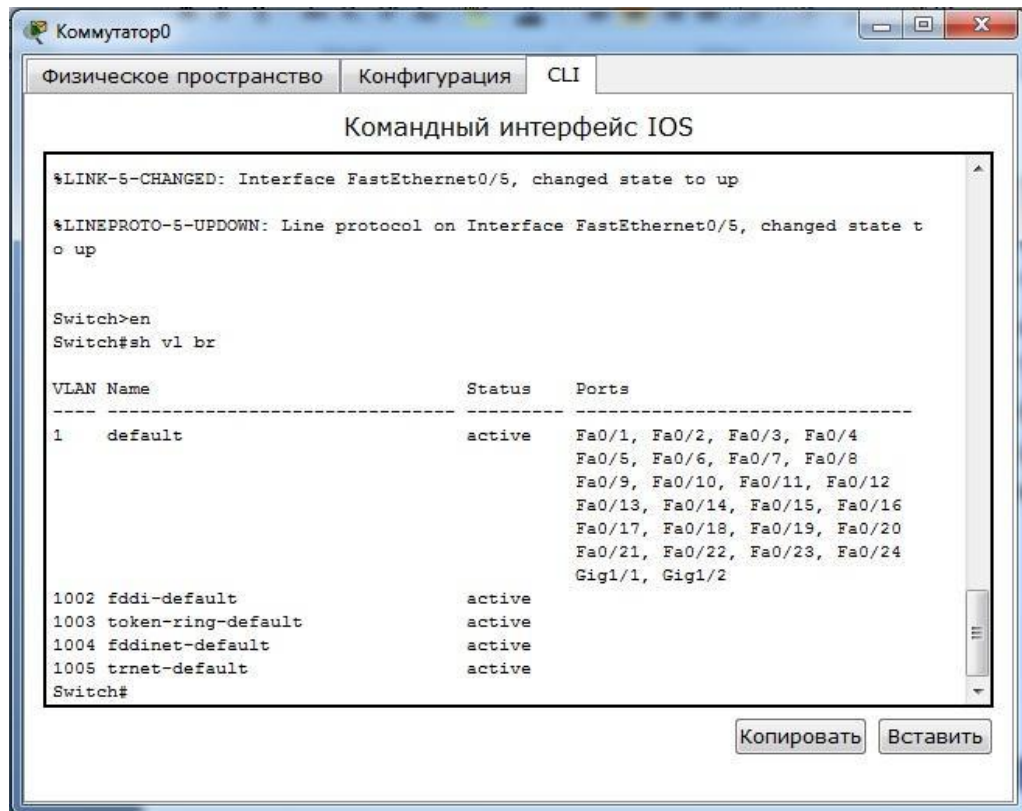 Коммутатор0
Физическое пространство Конфигурация CLI
Командный интерфейс IOS
%LINK-5-CHANGED: Interface FastEthernet0/5, changed state to up
%LINEPROTO-5-UPDOWN: Line protocol on Interface FastEthernet0/5, changed state t
o up
Switch>en
Switch#sh vl br
VLAN Name Status Ports
---- -------------------------------- --------- -------------------------------
1 default active Fa0/1, Fa0/2, Fa0/3, Fa0/4
Fa0/5, Fa0/6, Fa0/7, Fa0/8
Fa0/9, Fa0/10, Fa0/11, Fa0/12
Fa0/13, Fa0/14, Fa0/15, Fa0/16
Fa0/17, Fa0/18, Fa0/19, Fa0/20
Fa0/21, Fa0/22, Fa0/23, Fa0/24
Gig1/1, Gig1/2
1002 fddi-default active
1003 token-ring-default active
1004 fddinet-default active
1005 trnet-default active
Switch#
Копировать Вставить